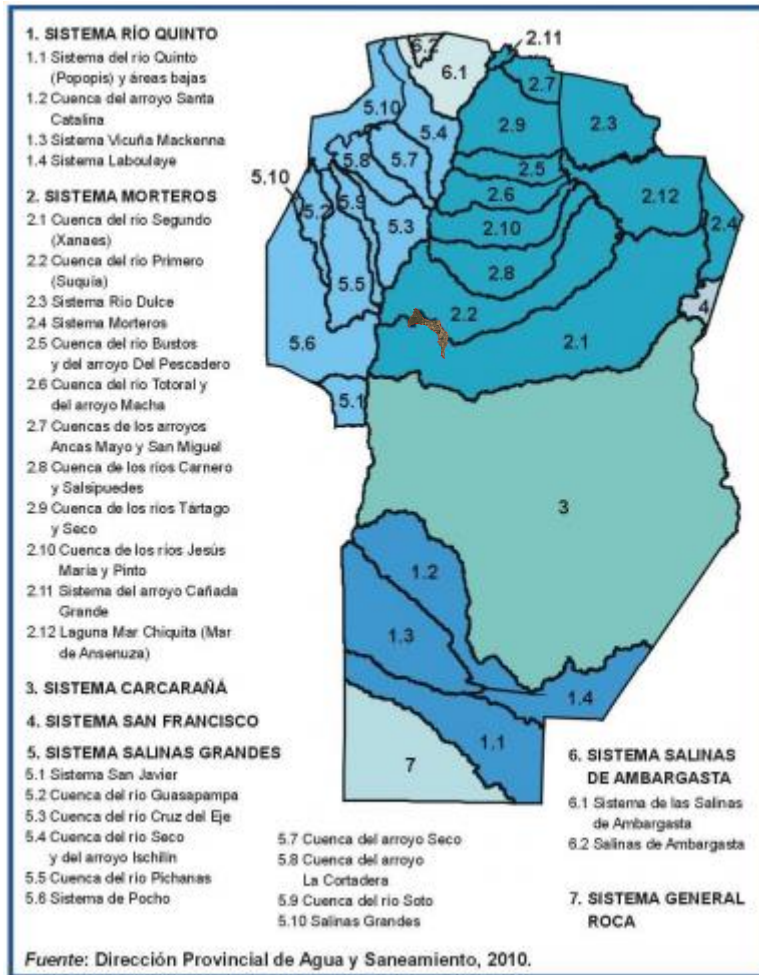 1. SISTEMA RÍO QUINTO
1.1 Sistema del río Quinto
(Popopis) y áreas bajas
1.2 Cuenca del arroyo Santa
Catalina
1.3 Sistema Vicuña Mackenna
1.4 Sistema Laboulaye
2. SISTEMA MORTEROS
2.1 Cuenca del río Segundo
(Xanaes)
2.2 Cuenca del río Primero
(Suquía)
2.3 Sistema Río Dulce
2.4 Sistema Morteros
2.5 Cuenca del río Bustos
y del arroyo Del Pescadero
2.6 Cuenca del río Totoral y
del arroyo Macha
2.7 Cuencas de los arroyos
Ancas Mayo y San Miguel
2.8 Cuenca de los ríos Carnero
y Salsipuedes
2.9 Cuenca de los ríos Tártago
y Seco
2.10 Cuenca de los ríos Jesús
María y Pinto
2.11 Sistema del arroyo Cañada
Grande
2.12 Laguna Mar Chiquita (Mar
de Ansenuza)
3. SISTEMA CARCARAÑÁ
4. SISTEMA SAN FRANCISCO
5. SISTEMA SALINAS GRANDES
5.1 Sistema San Javier
5.2 Cuenca del río Guasapampa
5.3 Cuenca del río Cruz del Eje
5.4 Cuenca del río Seco
y del arroyo Ischilín
5.5 Cuenca del río Pichanas
5.6 Sistema de Pocho
5.7 Cuenca del arroyo Seco
5.8 Cuenca del arroyo
La Cortadera
5.9 Cuenca del río Soto
5.10 Salinas Grandes
6. SISTEMA SALINAS
DE AMBARGASTA
6.1 Sistema de las Salinas
de Ambargasta
6.2 Salinas de Ambargasta
7. SISTEMA GENERAL
ROCA
6.2
2.11
6.1
2.7
5.10
5.4
2.9
2.3
5.8
5.7
2.5
5.10
5.2
5.9
2.6
2.12
5.3
2.10
2.4
2.8
5.5
2.2
4
5.6
2.1
5.1
3
1.2
1.3
1.4
1.1
7
Fuente: Dirección Provincial de Agua y Saneamiento, 2010.